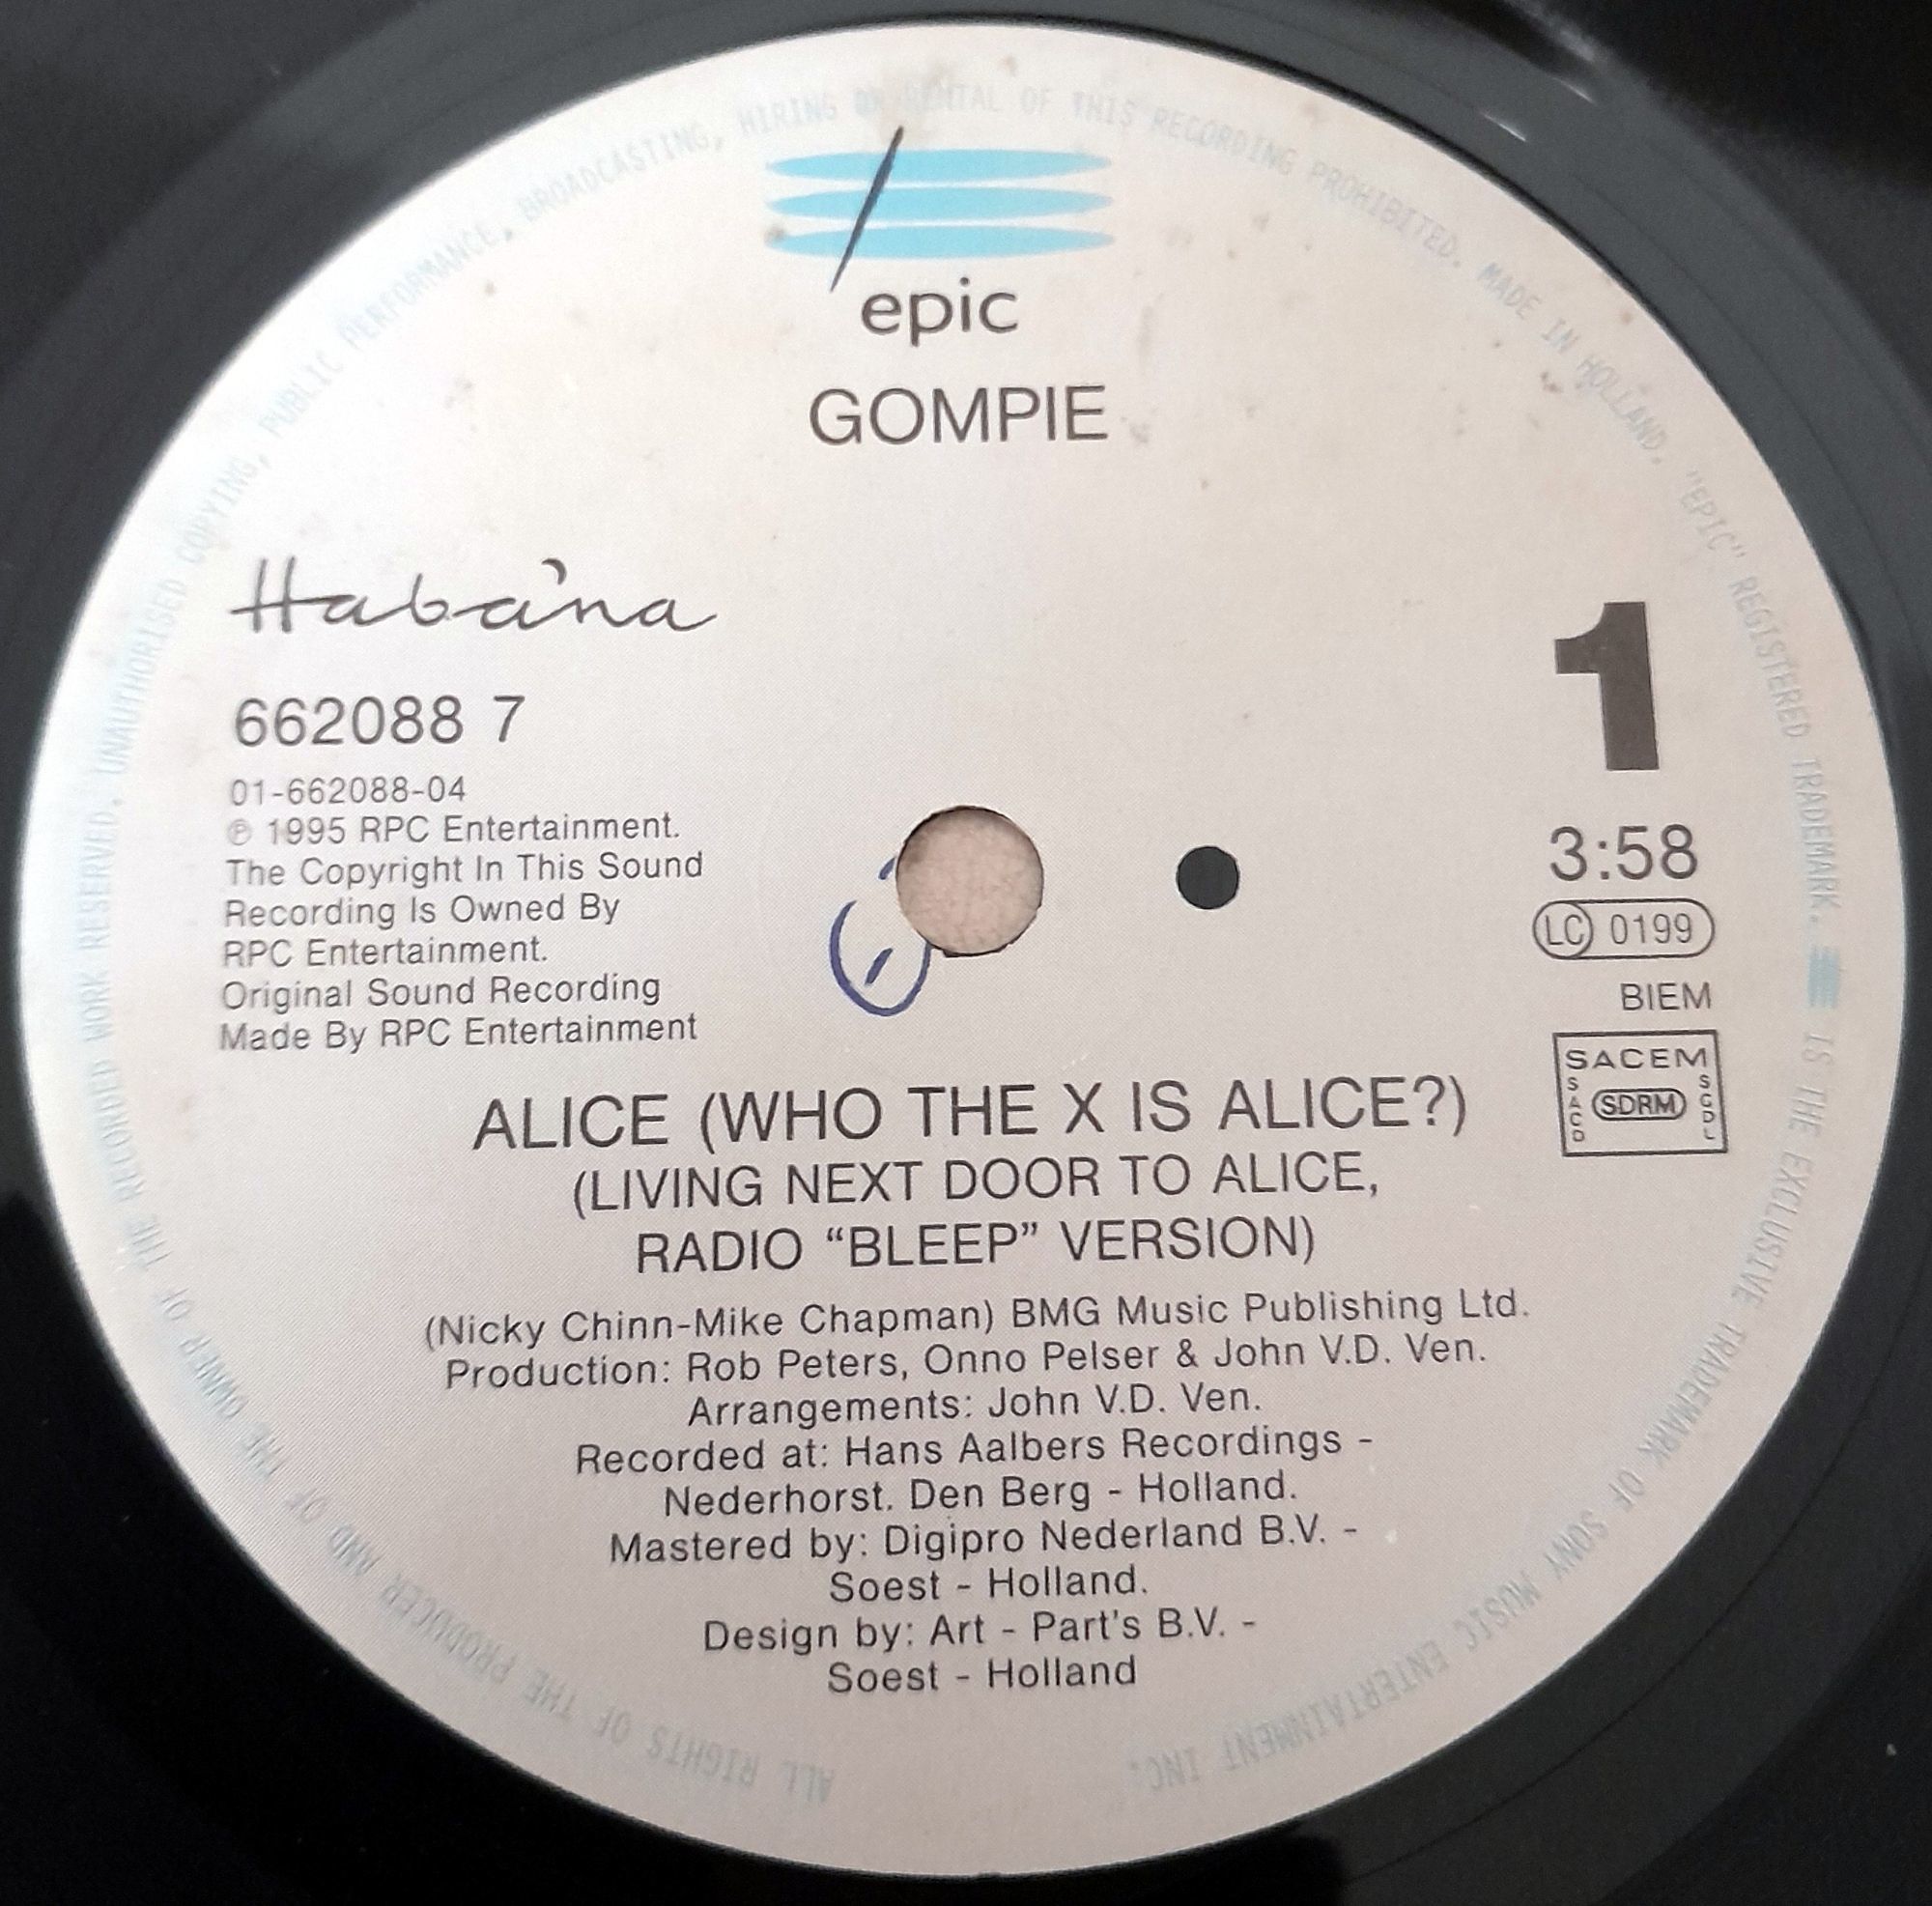 epic
GOMPIE
Habana
662088 7
01-662088-04
℗ 1995 RPC Entertainment.
The Copyright In This Sound
Recording Is Owned By
RPC Entertainment.
Original Sound Recording
Made By RPC Entertainment
1
3:58
LC 0199
BIEM
SACEM
SACD
SDRM
SGDL
ALICE (WHO THE X IS ALICE?)
(LIVING NEXT DOOR TO ALICE,
RADIO “BLEEP” VERSION)
(Nicky Chinn-Mike Chapman) BMG Music Publishing Ltd.
Production: Rob Peters, Onno Pelser & John V.D. Ven.
Arrangements: John V.D. Ven.
Recorded at: Hans Aalbers Recordings -
Nederhorst. Den Berg - Holland.
Mastered by: Digipro Nederland B.V. -
Soest - Holland.
Design by: Art - Part's B.V. -
Soest - Holland
ALL RIGHTS OF THE PRODUCER AND OF THE OWNER OF THE RECORDED WORK RESERVED. UNAUTHORISED COPYING, PUBLIC PERFORMANCE, BROADCASTING, HIRING OR RENTAL OF THIS RECORDING PROHIBITED. MADE IN HOLLAND. "EPIC" REGISTERED TRADEMARK. IS THE EXCLUSIVE TRADEMARK OF SONY MUSIC ENTERTAINMENT INC.